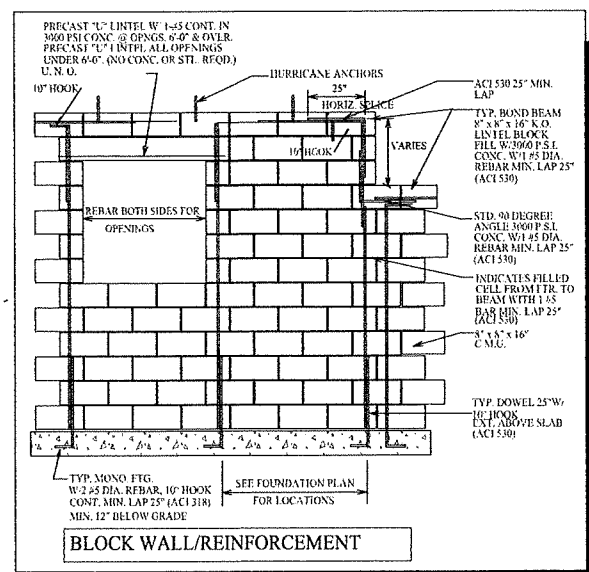 PRECAST "U" LINTEL W/ 1-#5 CONT. IN
3000 PSI CONC. @ OPNGS. 6'-0" & OVER.
PRECAST "U" LINTEL ALL OPENINGS
UNDER 6'-0". (NO CONC. OR STL. REQD.)
U. N. O.
10" HOOK
HURRICANE ANCHORS
25"
HORIZ. SPLICE
10" HOOK
VARIES
ACI 530 25" MIN.
LAP
TYP. BOND BEAM
8" x 8" x 16" K.O.
LINTEL BLOCK
FILL W/3000 P.S.I.
CONC. W/1 #5 DIA.
REBAR MIN. LAP 25"
(ACI 530)
REBAR BOTH SIDES FOR
OPENINGS
STD. 90 DEGREE
ANGLE 3000 P.S.I.
CONC. W/1 #5 DIA.
REBAR MIN. LAP 25"
(ACI 530)
INDICATES FILLED
CELL FROM FTR. TO
BEAM WITH 1 #5
BAR MIN. LAP 25"
(ACI 530)
8" x 8" x 16"
C.M.U.
TYP. DOWEL 25" W/
10" HOOK
EXT. ABOVE SLAB
(ACI 530)
TYP. MONO. FTG.
W/2 #5 DIA. REBAR, 10" HOOK
CONT. MIN. LAP 25" (ACI 318)
MIN. 12" BELOW GRADE
SEE FOUNDATION PLAN
FOR LOCATIONS
BLOCK WALL/REINFORCEMENT